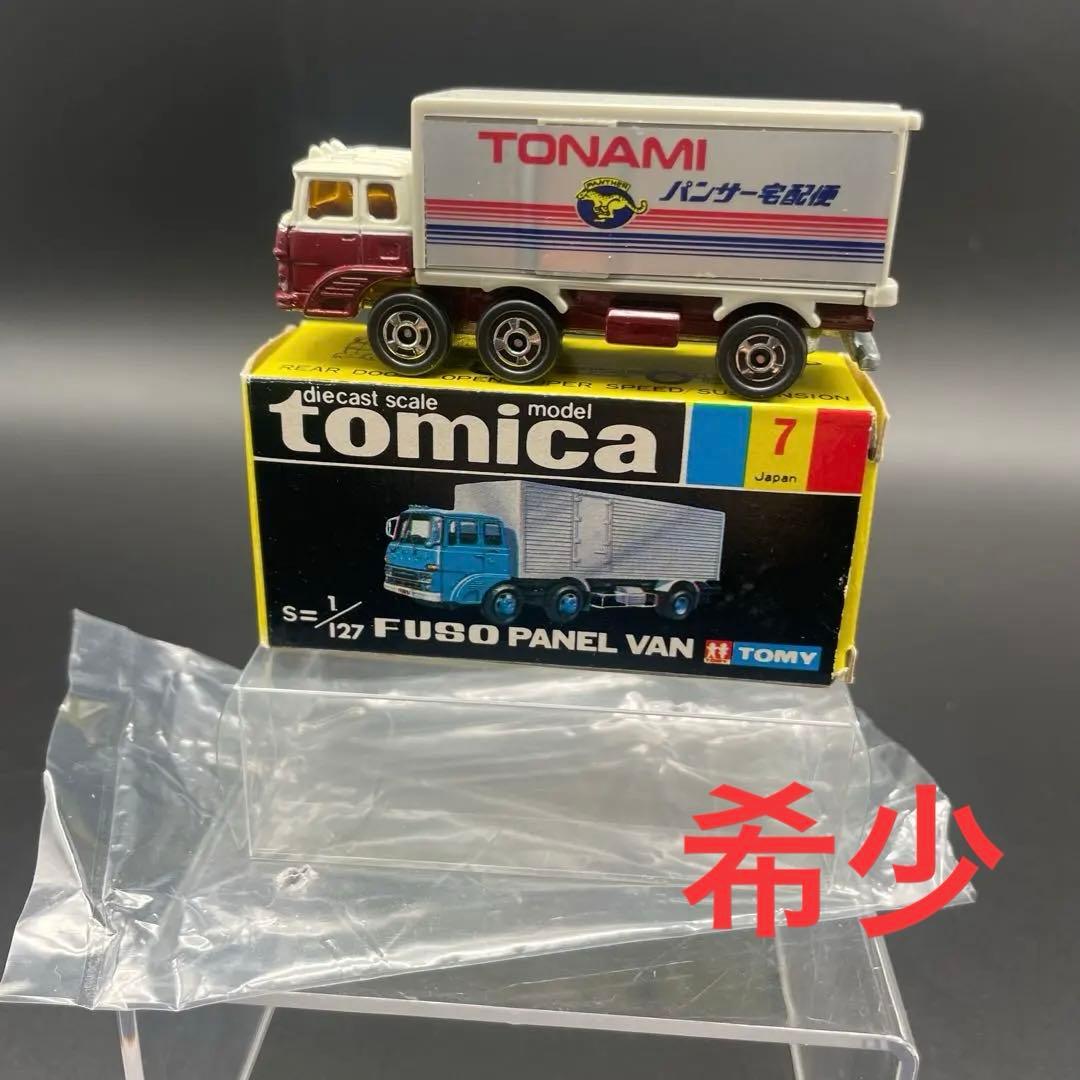 TONAMI
PANTHER
パンサー宅配便
REAR DOOR OPEN
SUPER SPEED/SUSPENSION
diecast scale model
tomica
7
Japan
S=1/127 FUSO PANEL VAN
TOMY
希少